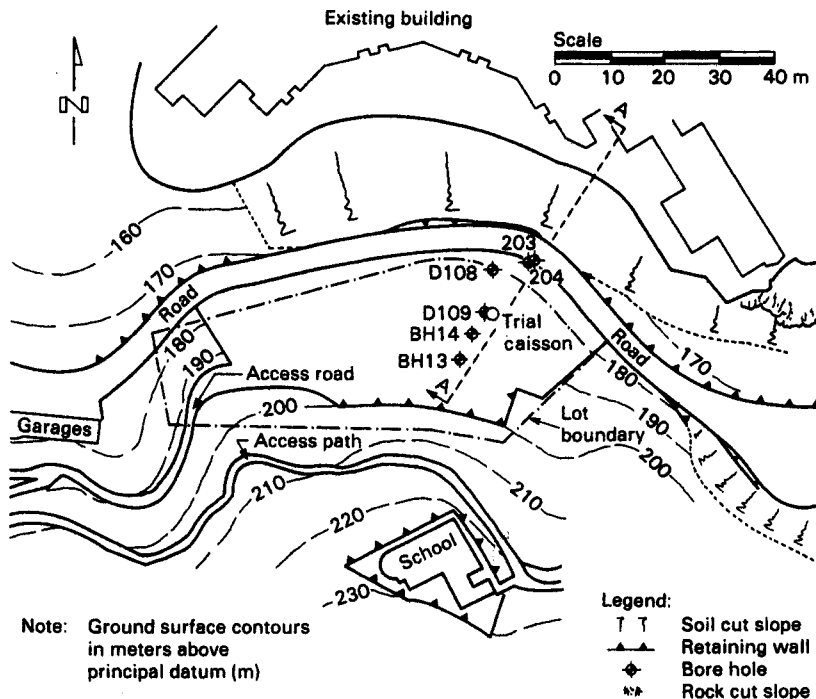 Existing building
Scale
0 10 20 30 40 m
N
A
160
203
170
D108
204
Road
D109
Trial
caisson
180
BH14
Road
190
BH13
170
Access road
A
180
Garages
200
Lot
boundary
190
Access path
200
210
210
220
School
230
Note: Ground surface contours
in meters above
principal datum (m)
Legend:
Soil cut slope
Retaining wall
Bore hole
Rock cut slope